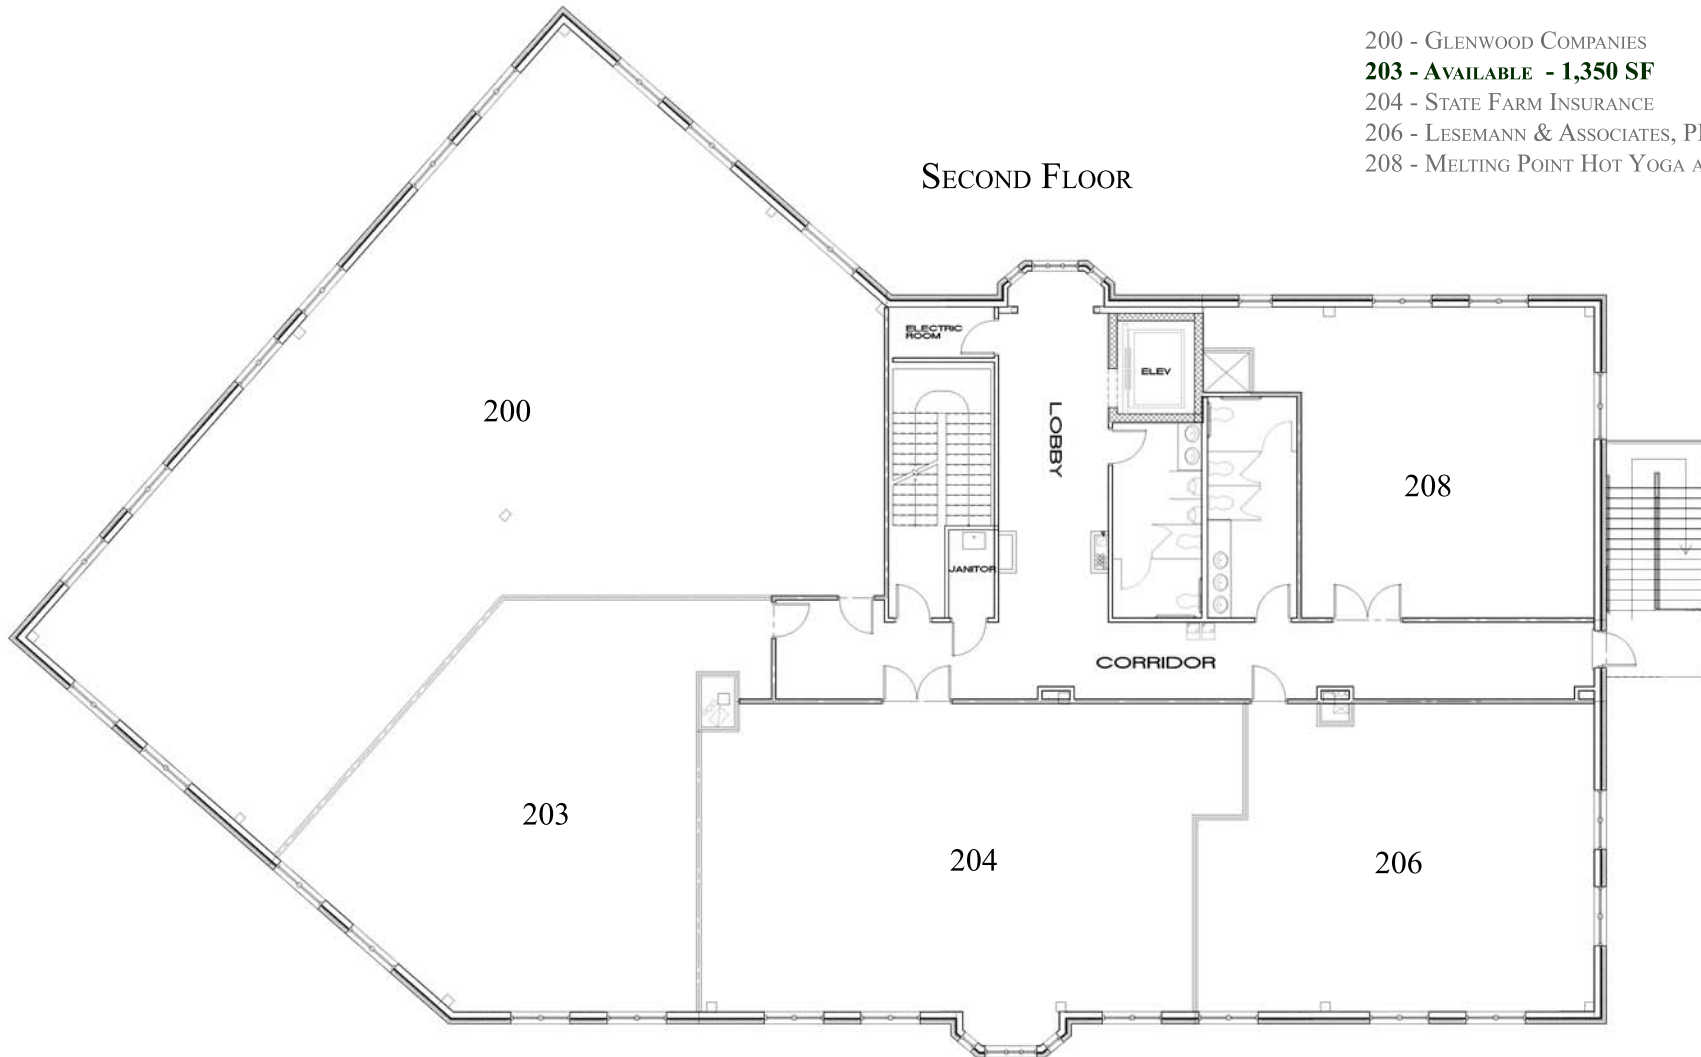 200 - Glenwood Companies
203 - Available - 1,350 SF
204 - State Farm Insurance
206 - Lesemann & Associates,
208 - Melting Point Hot Yoga
Second Floor
ELECTRIC
ROOM
ELEV
LOBBY
200
208
JANITOR
CORRIDOR
203
204
206